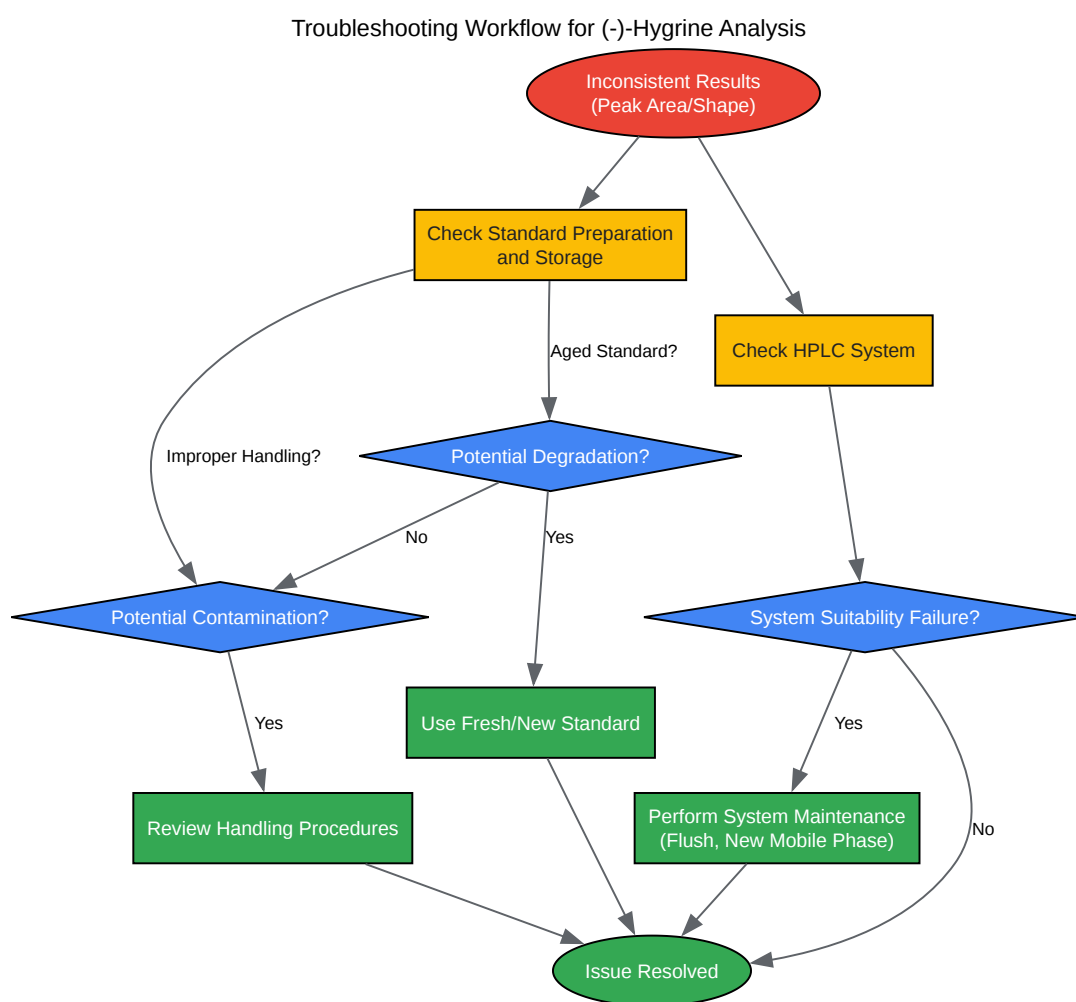 Troubleshooting Workflow for (-)-Hygrine Analysis
Inconsistent Results
(Peak Area/Shape)
Check Standard Preparation
and Storage
Check HPLC System
Aged Standard?
Improper Handling?
Potential Degradation?
No
Yes
Potential Contamination?
System Suitability Failure?
Yes
Use Fresh/New Standard
Yes
Review Handling Procedures
Perform System Maintenance
(Flush, New Mobile Phase)
No
Issue Resolved